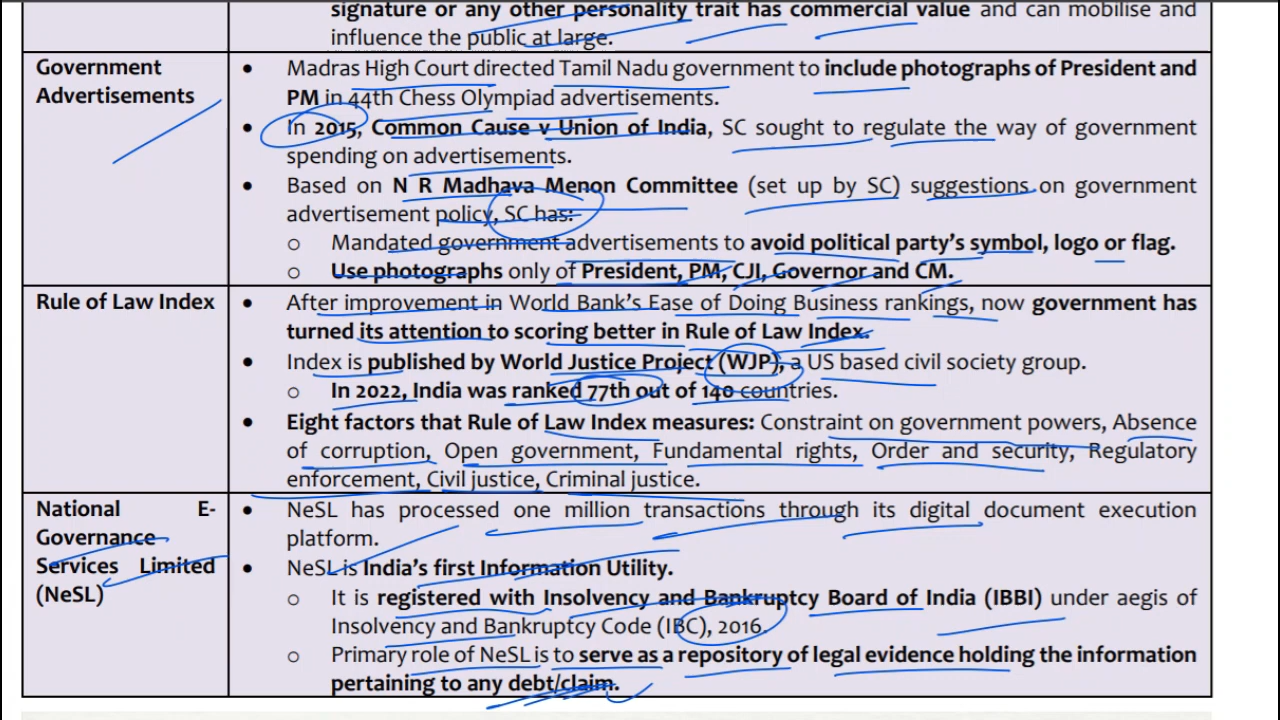 signature or any other personality trait has commercial value and can mobilise and
influence the public at large.
Government
Advertisements
• Madras High Court directed Tamil Nadu government to include photographs of President and
PM in 44th Chess Olympiad advertisements.
• In 2015, Common Cause v Union of India, SC sought to regulate the way of government
spending on advertisements.
• Based on N R Madhava Menon Committee (set up by SC) suggestions on government
advertisement policy, SC has:
o Mandated government advertisements to avoid political party's symbol, logo or flag.
o Use photographs only of President, PM, CJI, Governor and CM.
Rule of Law Index
• After improvement in World Bank's Ease of Doing Business rankings, now government has
turned its attention to scoring better in Rule of Law Index.
• Index is published by World Justice Project (WJP), a US based civil society group.
o In 2022, India was ranked 77th out of 140 countries.
• Eight factors that Rule of Law Index measures: Constraint on government powers, Absence
of corruption, Open government, Fundamental rights, Order and security, Regulatory
enforcement, Civil justice, Criminal justice.
National E-
Governance
Services Limited
(NeSL)
• NeSL has processed one million transactions through its digital document execution
platform.
• NeSL is India's first Information Utility.
o It is registered with Insolvency and Bankruptcy Board of India (IBBI) under aegis of
Insolvency and Bankruptcy Code (IBC), 2016.
o Primary role of NeSL is to serve as a repository of legal evidence holding the information
pertaining to any debt/claim.